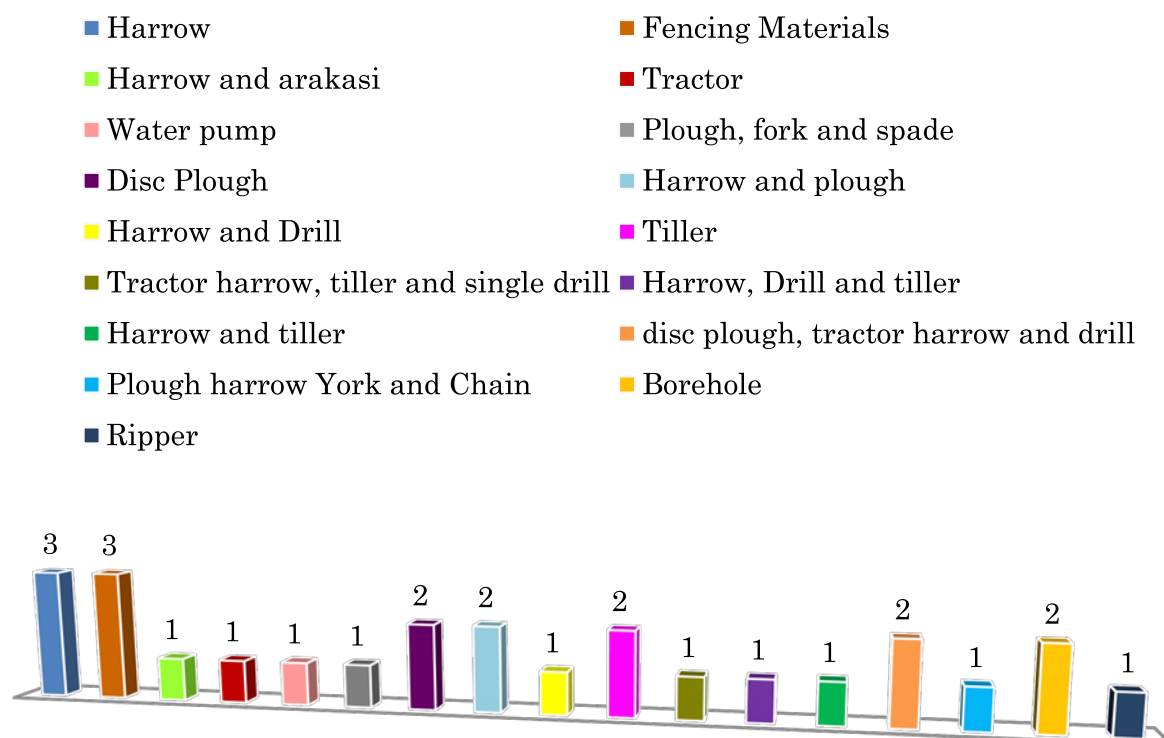 Harrow
Fencing Materials
Harrow and arakasi
Tractor
Water pump
Plough, fork and spade
Disc Plough
Harrow and plough
Harrow and Drill
Tiller
Tractor harrow, tiller and single drill
Harrow, Drill and tiller
Harrow and tiller
disc plough, tractor harrow and drill
Plough harrow York and Chain
Borehole
Ripper
3
3
1
1
1
1
2
2
1
2
1
1
1
2
1
2
1